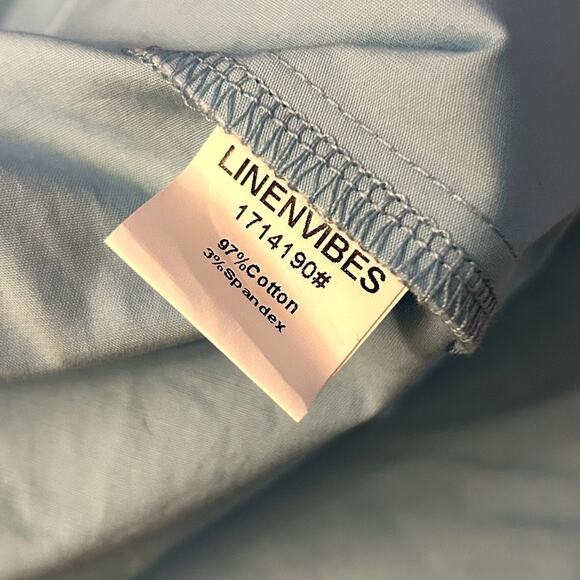 LINENVIBES
1714190#
97%Cotton
3%Spandex